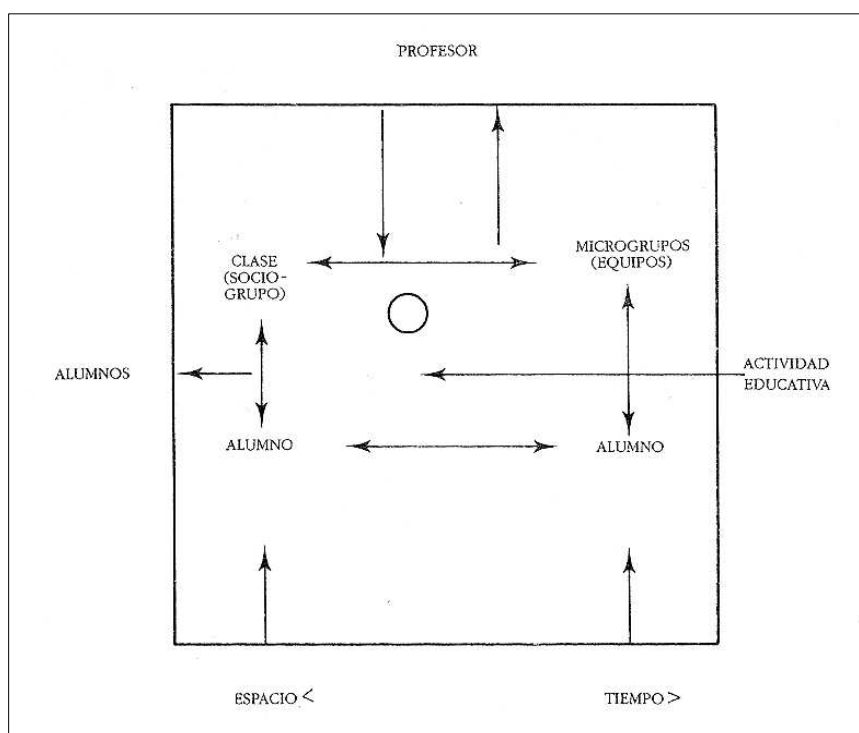 PROFESOR
CLASE
(SOCIO-
GRUPO)
MICROGRUPOS
(EQUIPOS)
ALUMNOS
ACTIVIDAD
EDUCATIVA
ALUMNO
ALUMNO
ESPACIO <
TIEMPO >